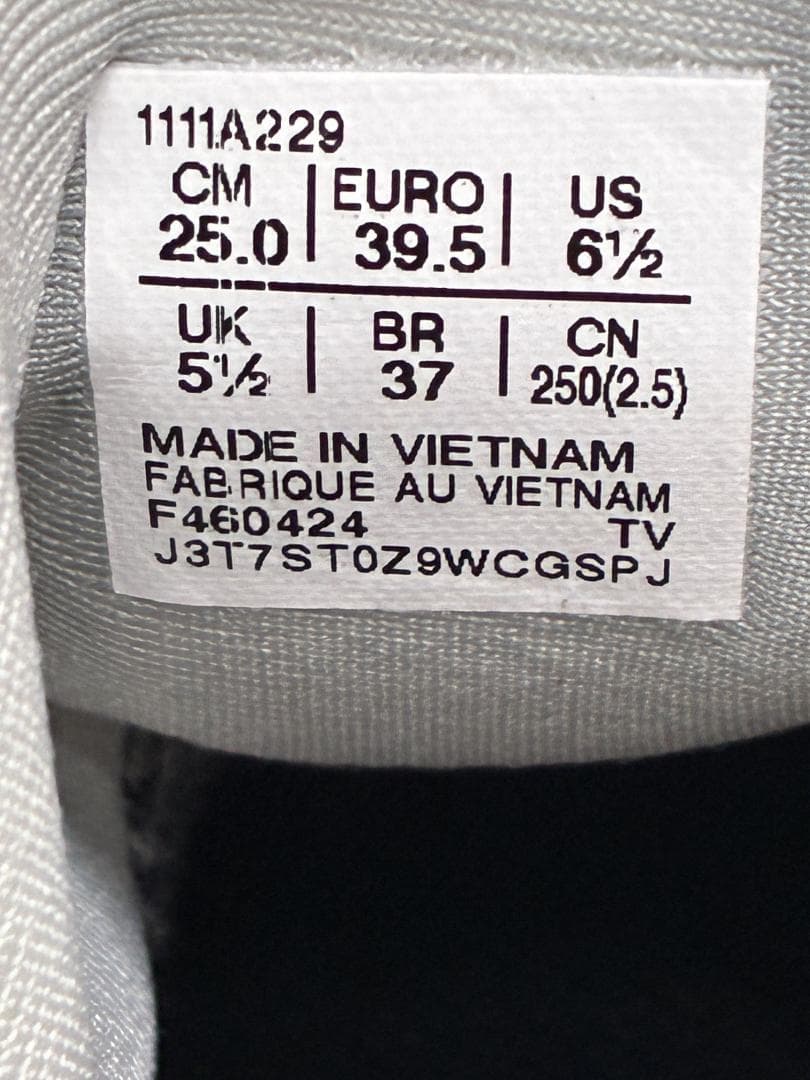 1111A229
CM | EURO | US
25.0 | 39.5 | 6½
UK | BR | CN
5½ | 37 | 250(2.5)
MADE IN VIETNAM
FABRIQUE AU VIETNAM
F460424 TV
J3T7ST0Z9WCGSPJ